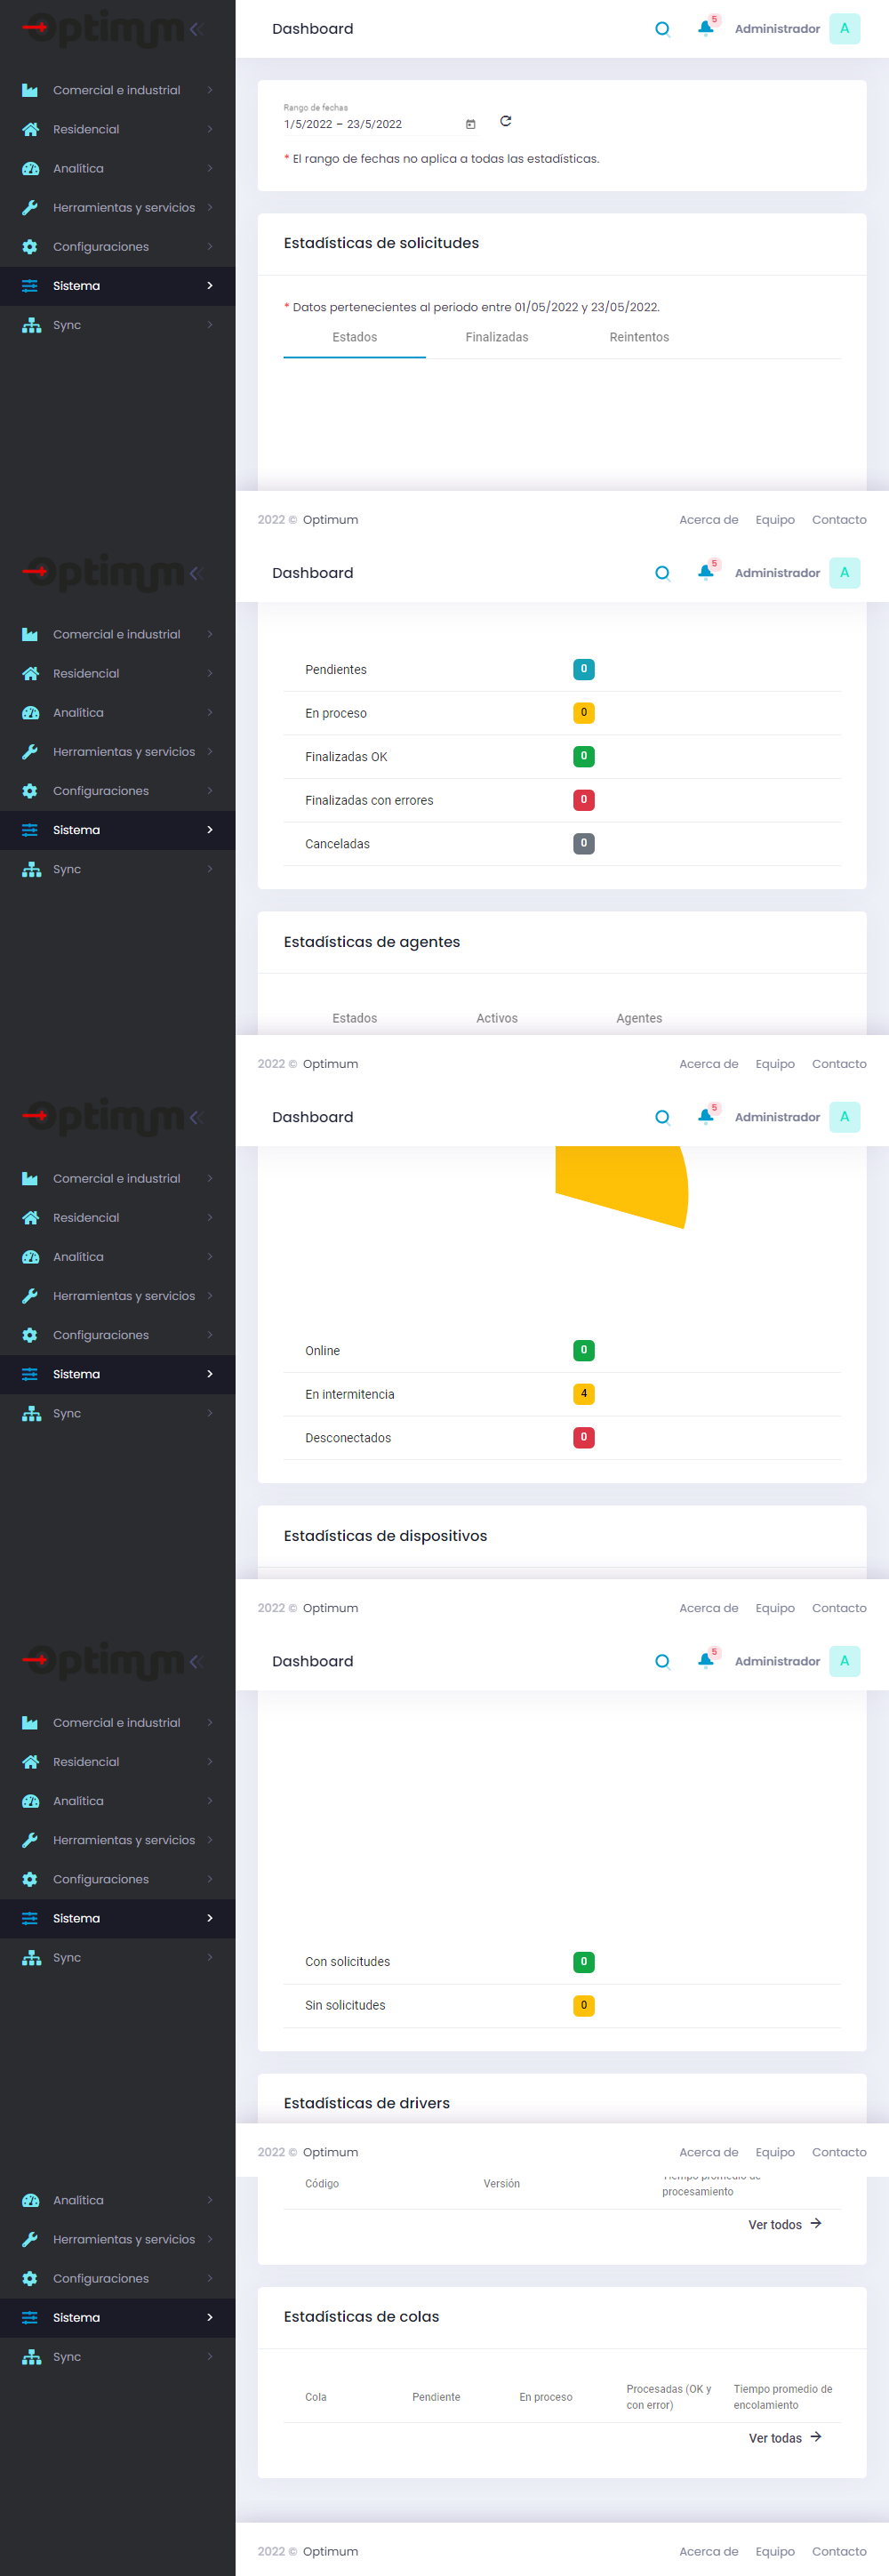 Optimum
Dashboard
5
Administrador
A
Comercial e industrial
Residencial
Analítica
Herramientas y servicios
Configuraciones
Sistema
Sync
Rango de fechas
1/5/2022 – 23/5/2022
* El rango de fechas no aplica a todas las estadísticas.
Estadísticas de solicitudes
* Datos pertenecientes al periodo entre 01/05/2022 y 23/05/2022.
Estados Finalizadas Reintentos
2022 © Optimum Acerca de Equipo Contacto
Optimum
Dashboard
5
Administrador
A
Comercial e industrial
Residencial
Analítica
Herramientas y servicios
Configuraciones
Sistema
Sync
Pendientes 0
En proceso 0
Finalizadas OK 0
Finalizadas con errores 0
Canceladas 0
Estadísticas de agentes
Estados Activos Agentes
2022 © Optimum Acerca de Equipo Contacto
Optimum
Dashboard
5
Administrador
A
Comercial e industrial
Residencial
Analítica
Herramientas y servicios
Configuraciones
Sistema
Sync
Online 0
En intermitencia 4
Desconectados 0
Estadísticas de dispositivos
2022 © Optimum Acerca de Equipo Contacto
Optimum
Dashboard
5
Administrador
A
Comercial e industrial
Residencial
Analítica
Herramientas y servicios
Configuraciones
Sistema
Sync
Con solicitudes 0
Sin solicitudes 0
Estadísticas de drivers
2022 © Optimum Acerca de Equipo Contacto
Analítica
Herramientas y servicios
Configuraciones
Sistema
Sync
Código Versión Tiempo promedio de
procesamiento
Ver todos
Estadísticas de colas
Cola Pendiente En proceso Procesadas (OK y
con error) Tiempo promedio de
encolamiento
Ver todas
2022 © Optimum Acerca de Equipo Contacto